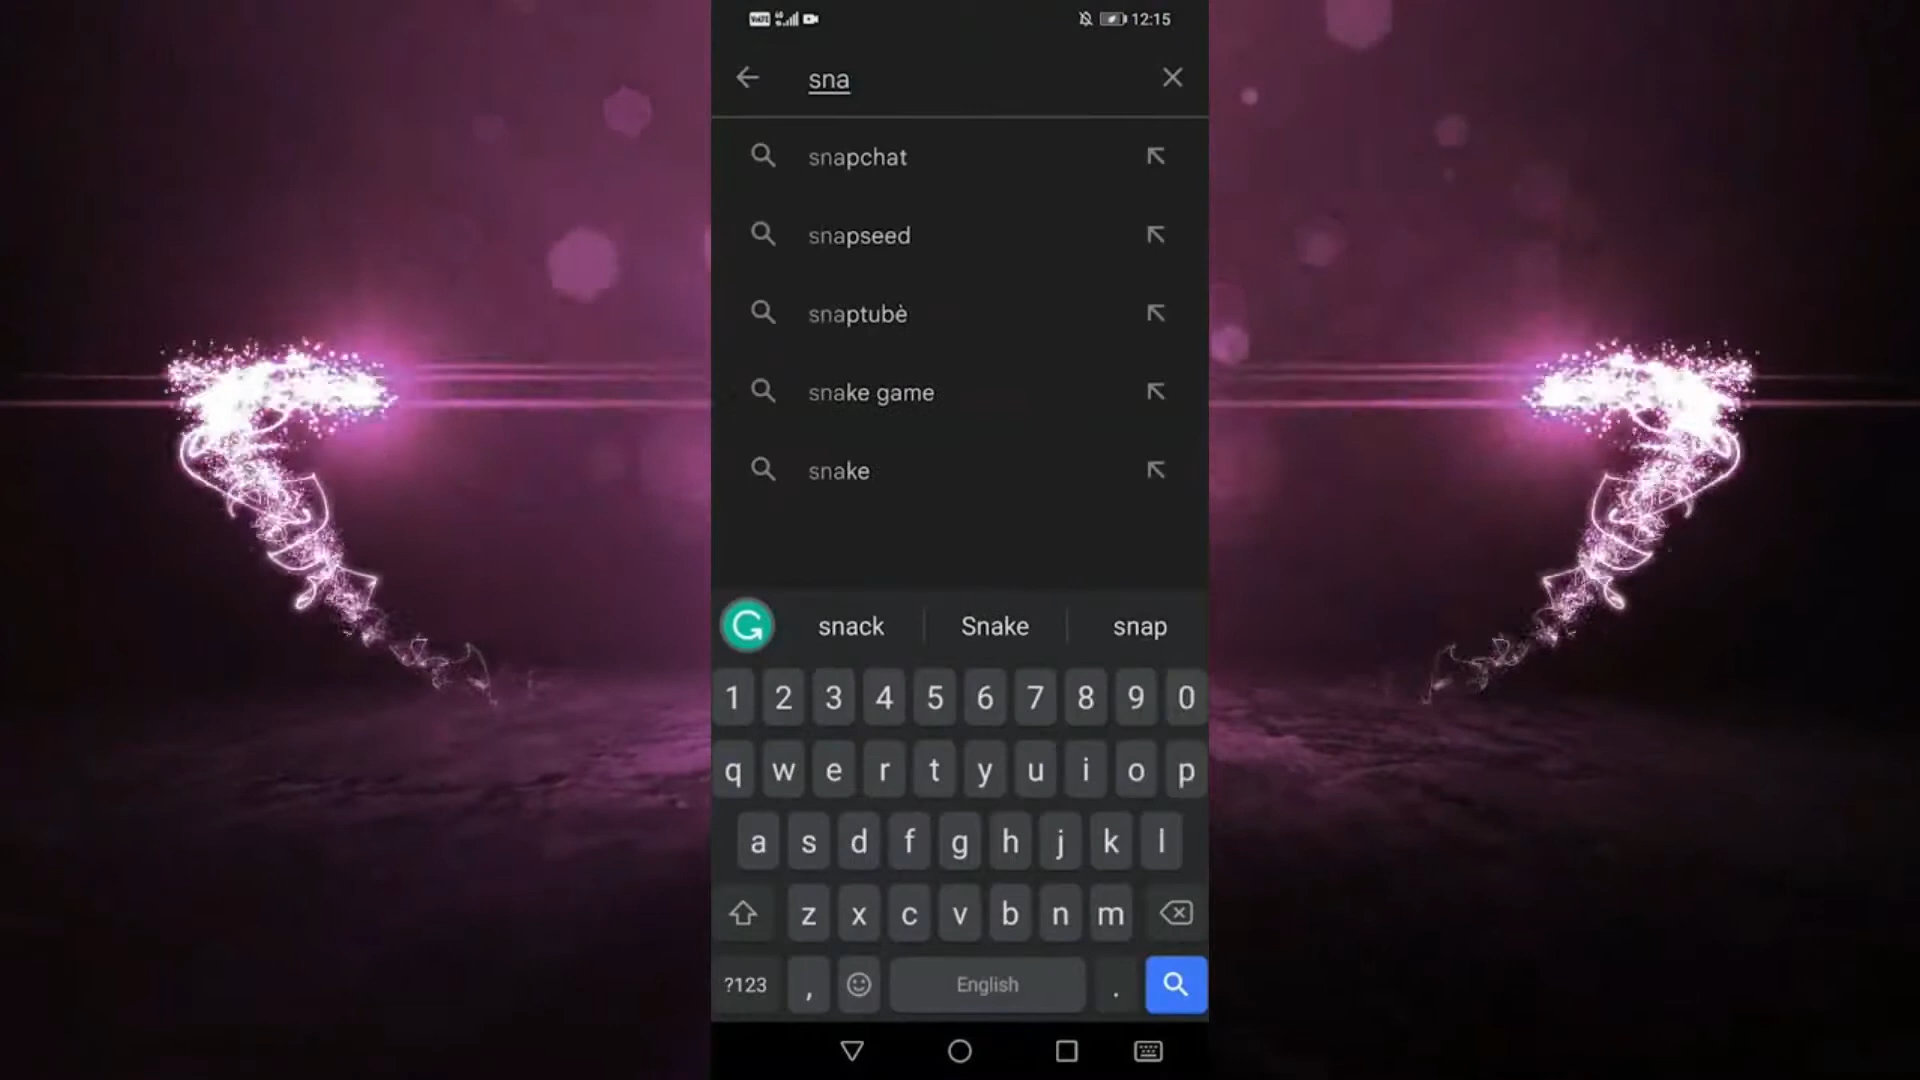 VoLTE 12:15
sna
snapchat
snapseed
snaptubè
snake game
snake
snack Snake snap
1 2 3 4 5 6 7 8 9 0
q w e r t y u i o p
a s d f g h j k l
z x c v b n m
?123 , English .